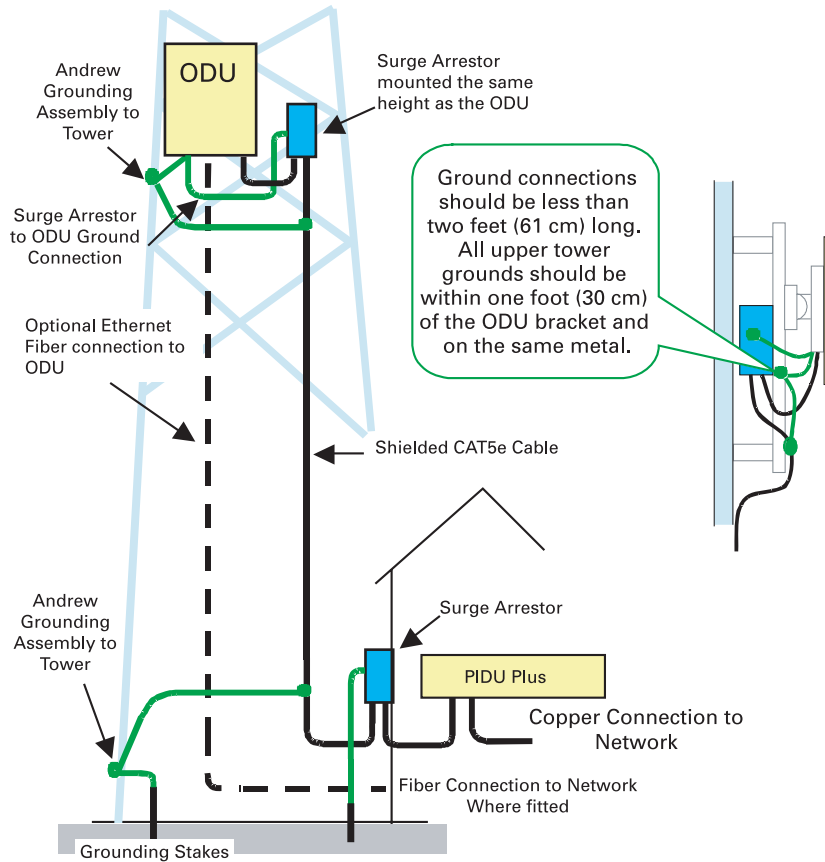 ODU
Andrew
Grounding
Assembly to
Tower
Surge Arrestor
mounted the same
height as the ODU
Surge Arrestor
to ODU Ground
Connection
Ground connections
should be less than
two feet (61 cm) long.
All upper tower
grounds should be
within one foot (30 cm)
of the ODU bracket and
on the same metal.
Optional Ethernet
Fiber connection to
ODU
Shielded CAT5e Cable
Andrew
Grounding
Assembly to
Tower
Surge Arrestor
PIDU Plus
Copper Connection to
Network
Fiber Connection to Network
Where fitted
Grounding Stakes